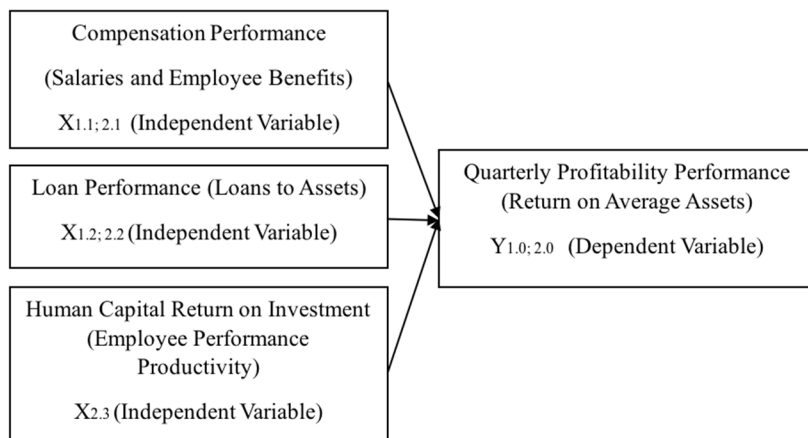 Compensation Performance
(Salaries and Employee Benefits)
X1.1; 2.1 (Independent Variable)
Loan Performance (Loans to Assets)
X1.2; 2.2 (Independent Variable)
Human Capital Return on Investment
(Employee Performance
Productivity)
X2.3 (Independent Variable)
Quarterly Profitability Performance
(Return on Average Assets)
Y1.0; 2.0 (Dependent Variable)